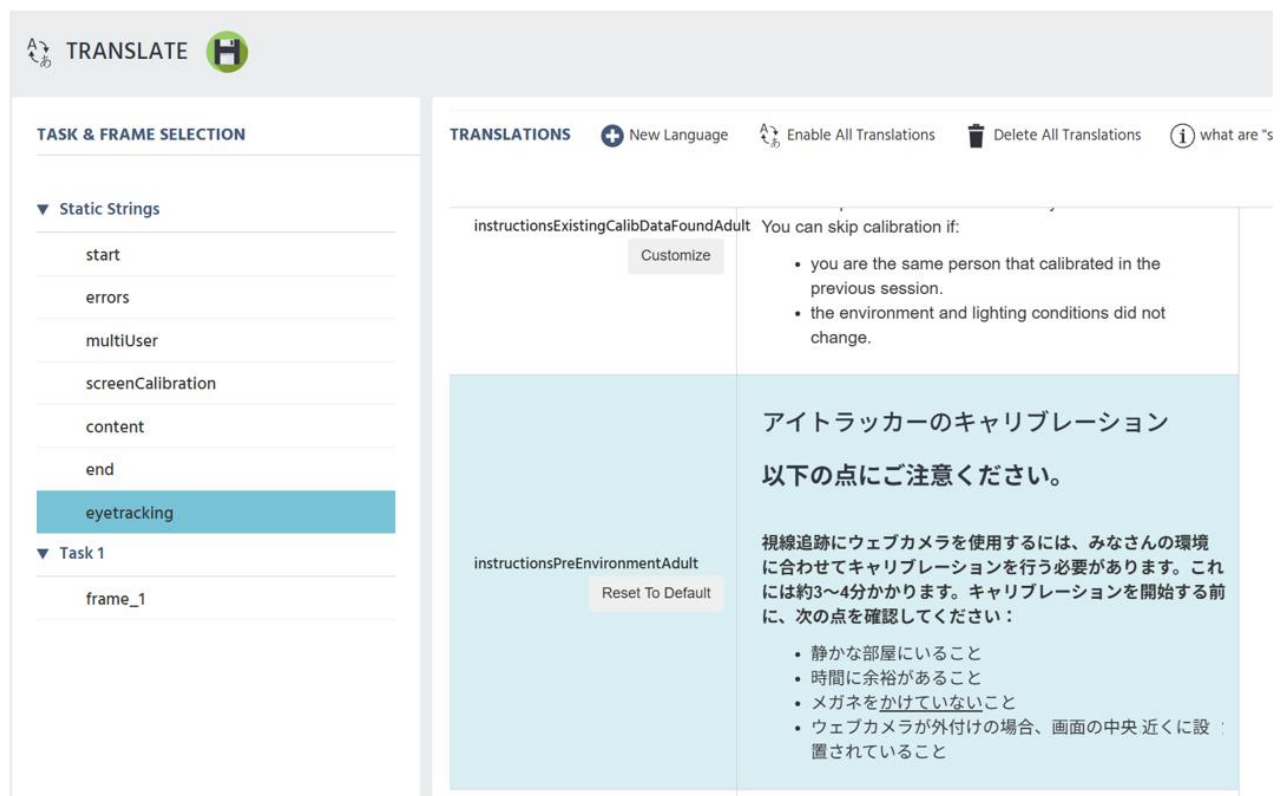 TRANSLATE
TASK & FRAME SELECTION
Static Strings
start
errors
multiUser
screenCalibration
content
end
eyetracking
Task 1
frame_1
TRANSLATIONS
New Language
Enable All Translations
Delete All Translations
what are "s
instructionsExistingCalibDataFoundAdult
Customize
You can skip calibration if:
• you are the same person that calibrated in the
previous session.
• the environment and lighting conditions did not
change.
instructionsPreEnvironmentAdult
Reset To Default
アイトラッカーのキャリブレーション
以下の点にご注意ください。
視線追跡にウェブカメラを使用するには、みなさんの環境
に合わせてキャリブレーションを行う必要があります。これ
には約3〜4分かかります。キャリブレーションを開始する前
に、次の点を確認してください：
• 静かな部屋にいること
• 時間に余裕があること
• メガネをかけていないこと
• ウェブカメラが外付けの場合、画面の中央 近くに設
置されていること